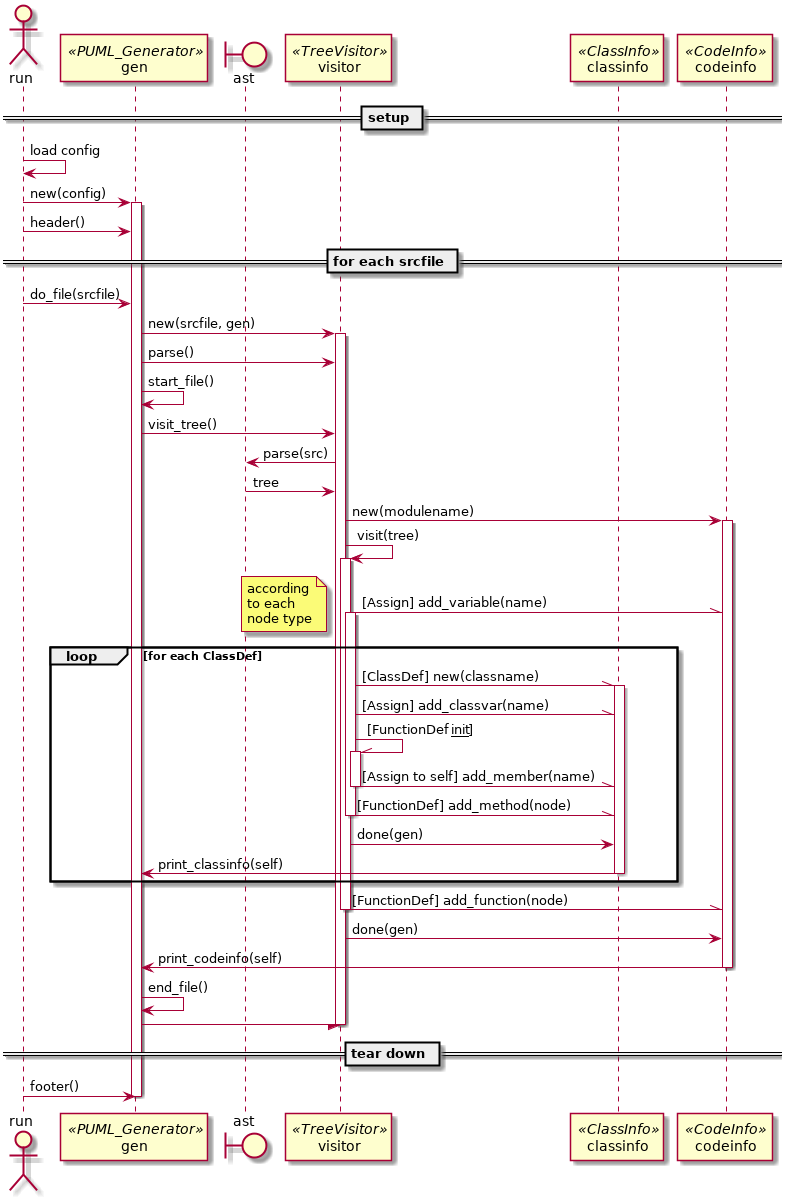 run
«PUML_Generator»
gen
ast
«TreeVisitor»
visitor
«ClassInfo»
classinfo
«CodeInfo»
codeinfo
setup
load config
new(config)
header()
for each srcfile
do_file(srcfile)
new(srcfile, gen)
parse()
start_file()
visit_tree()
parse(src)
tree
new(modulename)
visit(tree)
according
to each
node type
[Assign] add_variable(name)
loop
[for each ClassDef]
[ClassDef] new(classname)
[Assign] add_classvar(name)
[FunctionDef init]
[Assign to self] add_member(name)
[FunctionDef] add_method(node)
done(gen)
print_classinfo(self)
[FunctionDef] add_function(node)
done(gen)
print_codeinfo(self)
end_file()
tear down
footer()
run
«PUML_Generator»
gen
ast
«TreeVisitor»
visitor
«ClassInfo»
classinfo
«CodeInfo»
codeinfo